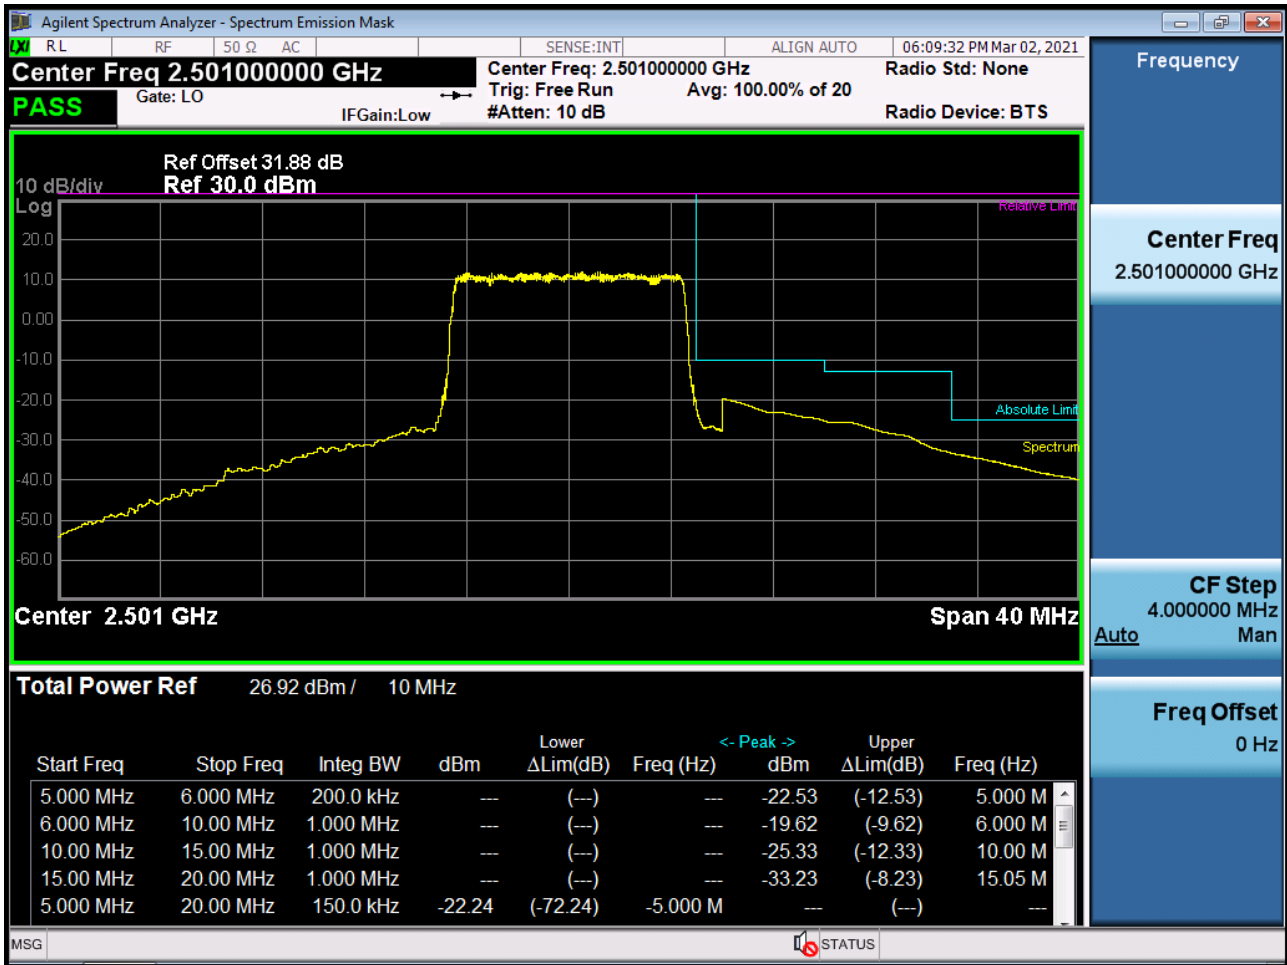 Agilent Spectrum Analyzer - Spectrum Emission Mask
LXI RL RF 50 Ω AC SENSE:INT ALIGN AUTO 06:09:32 PM Mar 02, 2021
Center Freq 2.501000000 GHz Center Freq: 2.501000000 GHz Radio Std: None
Gate: LO Trig: Free Run Avg: 100.00% of 20
PASS IFGain:Low #Atten: 10 dB Radio Device: BTS
Ref Offset 31.88 dB
10 dB/div Ref 30.0 dBm
Log
Relative Limit
20.0
10.0
0.00
-10.0
-20.0
Absolute Limit
-30.0
Spectrum
-40.0
-50.0
-60.0
Center 2.501 GHz Span 40 MHz
Total Power Ref 26.92 dBm / 10 MHz
Lower <- Peak -> Upper
Start Freq Stop Freq Integ BW dBm ΔLim(dB) Freq (Hz) dBm ΔLim(dB) Freq (Hz)
5.000 MHz 6.000 MHz 200.0 kHz --- (---) --- -22.53 (-12.53) 5.000 M
6.000 MHz 10.00 MHz 1.000 MHz --- (---) --- -19.62 (-9.62) 6.000 M
10.00 MHz 15.00 MHz 1.000 MHz --- (---) --- -25.33 (-12.33) 10.00 M
15.00 MHz 20.00 MHz 1.000 MHz --- (---) --- -33.23 (-8.23) 15.05 M
5.000 MHz 20.00 MHz 150.0 kHz -22.24 (-72.24) -5.000 M --- (---) ---
MSG STATUS
Frequency
Center Freq
2.501000000 GHz
CF Step
4.000000 MHz
Auto Man
Freq Offset
0 Hz